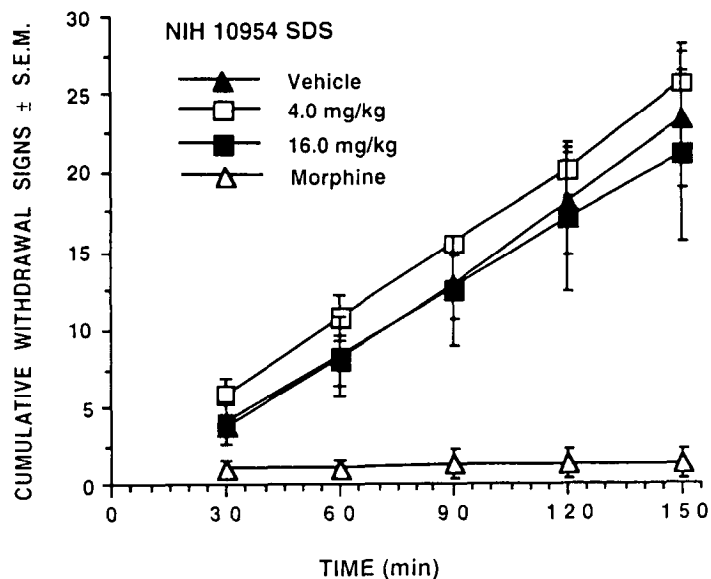 NIH 10954 SDS
Vehicle
4.0 mg/kg
16.0 mg/kg
Morphine
CUMULATIVE WITHDRAWAL SIGNS ± S.E.M.
30
25
20
15
10
5
0
0 30 60 90 120 150
TIME (min)